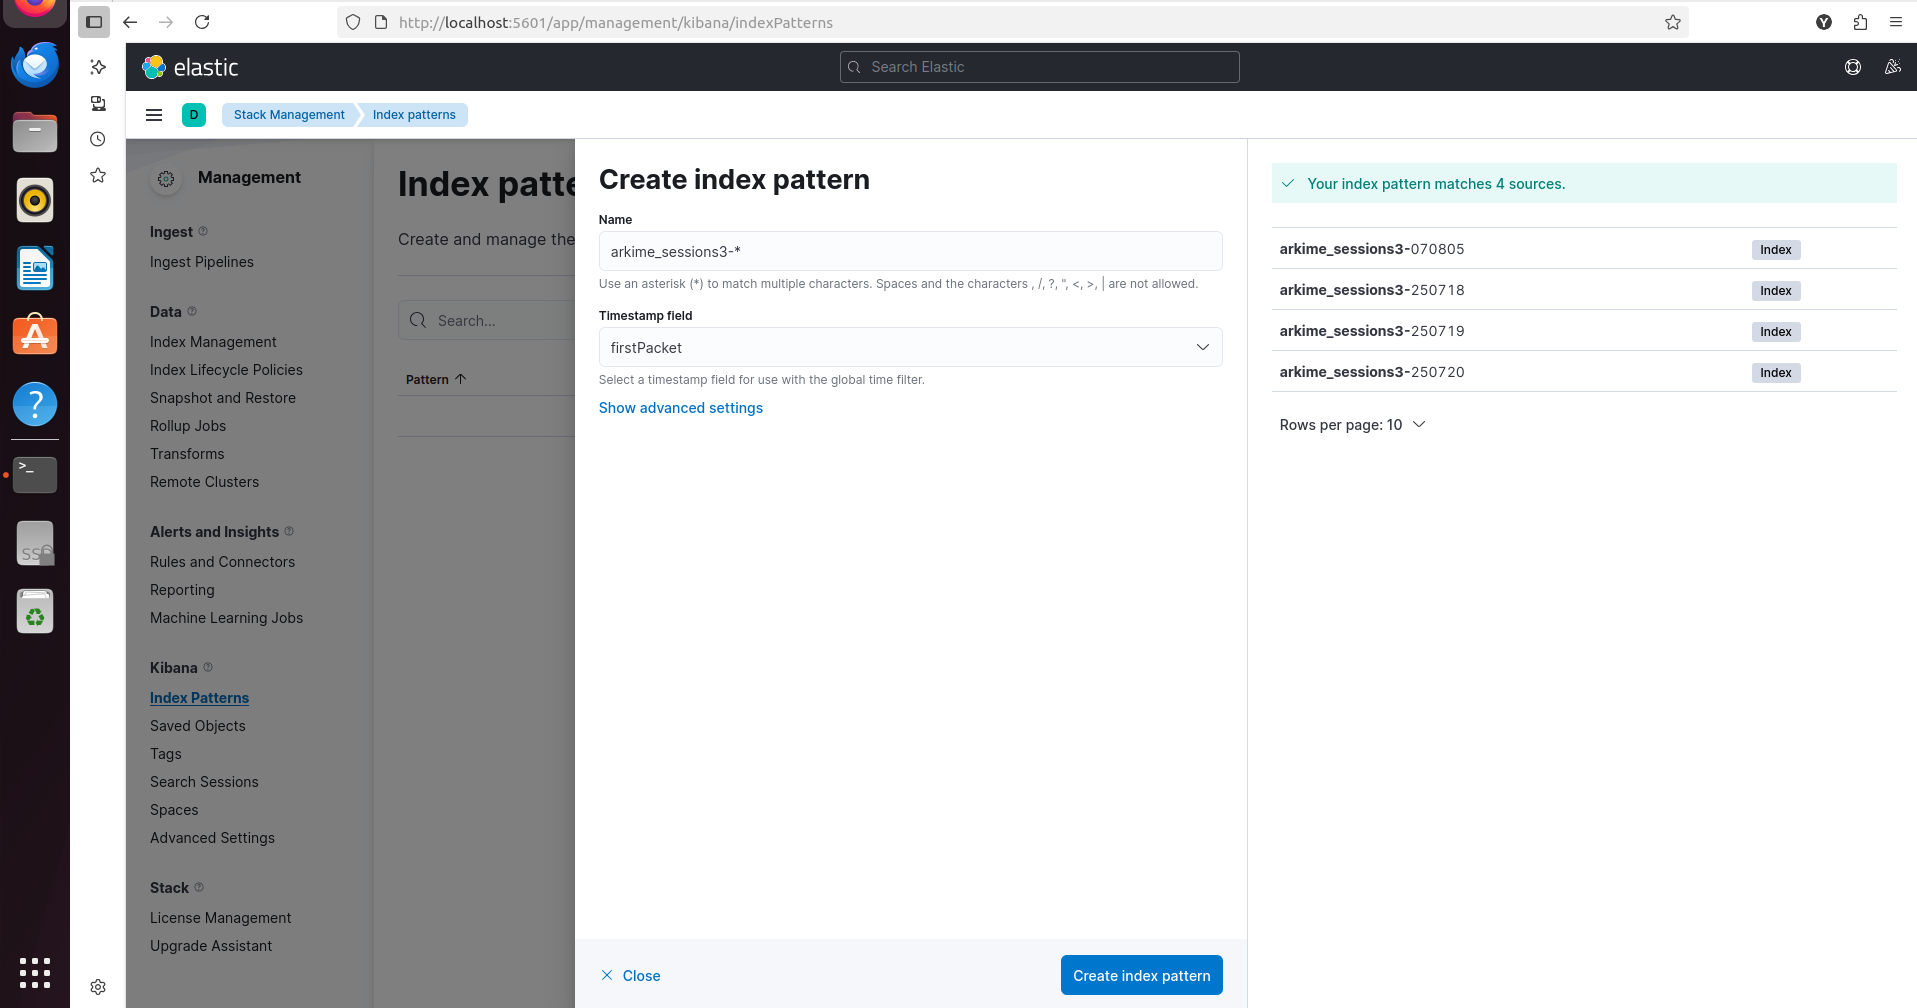 http://localhost:5601/app/management/kibana/indexPatterns
Y
elastic
Search Elastic
D
Stack Management
Index patterns
Management
Ingest
Ingest Pipelines
Data
Index Management
Index Lifecycle Policies
Snapshot and Restore
Rollup Jobs
Transforms
Remote Clusters
Alerts and Insights
Rules and Connectors
Reporting
Machine Learning Jobs
Kibana
Index Patterns
Saved Objects
Tags
Search Sessions
Spaces
Advanced Settings
Stack
License Management
Upgrade Assistant
Index patte
Create and manage the
Search...
Pattern
Create index pattern
Name
arkime_sessions3-*
Use an asterisk (*) to match multiple characters. Spaces and the characters , /, ?, ", <, >, | are not allowed.
Timestamp field
firstPacket
Select a timestamp field for use with the global time filter.
Show advanced settings
Close
Create index pattern
Your index pattern matches 4 sources.
arkime_sessions3-070805 Index
arkime_sessions3-250718 Index
arkime_sessions3-250719 Index
arkime_sessions3-250720 Index
Rows per page: 10
>_
?
SSD